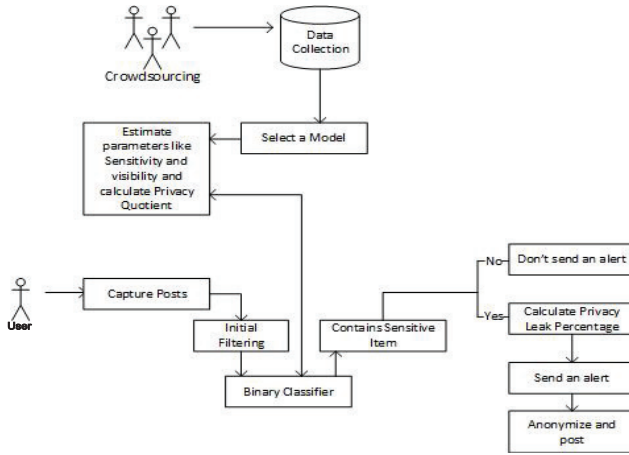 Crowdsourcing
Data
Collection
Select a Model
Estimate
parameters like
Sensitivity and
visibility and
calculate Privacy
Quotient
User
Capture Posts
Initial
Filtering
Binary Classifier
Contains Sensitive
Item
No
Don't send an alert
Yes
Calculate Privacy
Leak Percentage
Send an alert
Anonymize and
post